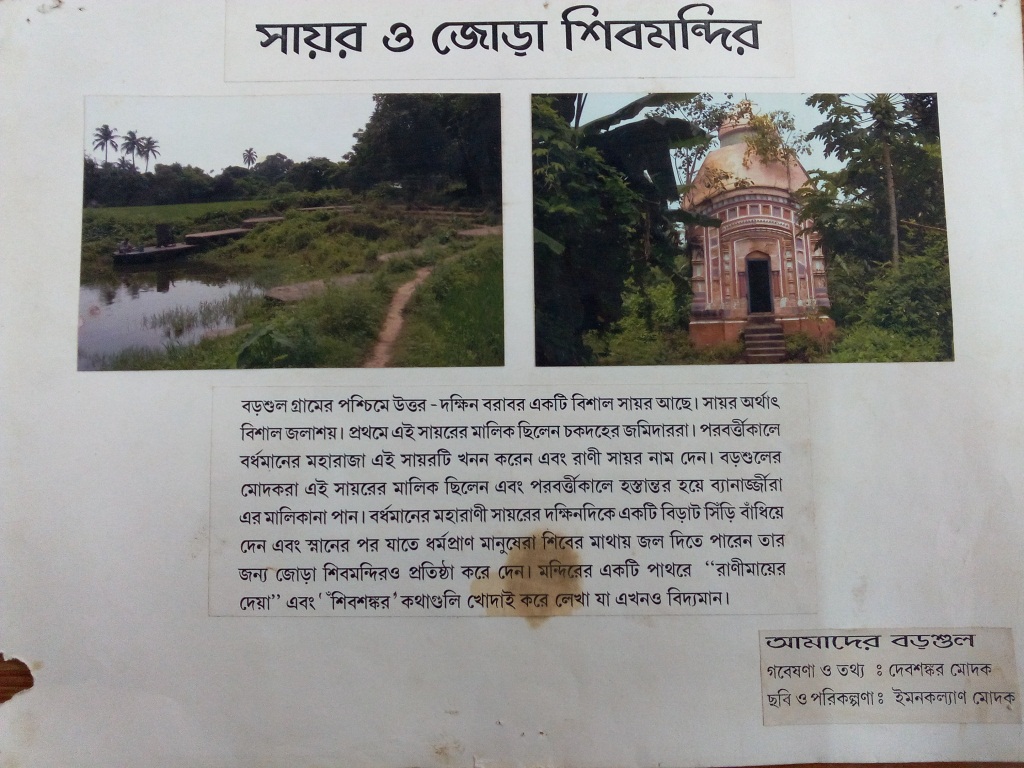 সায়র ও জোড়া শিবমন্দির
বড়শুল গ্রামের পশ্চিমে উত্তর - দক্ষিন বরাবর একটি বিশাল সায়র আছে। সায়র অর্থাৎ
বিশাল জলাশয়। প্রথমে এই সায়রের মালিক ছিলেন চকদহের জমিদাররা। পরবর্ত্তীকালে
বর্ধমানের মহারাজা এই সায়রটি খনন করেন এবং রাণী সায়র নাম দেন। বড়শুলের
মোদকরা এই সায়রের মালিক ছিলেন এবং পরবর্ত্তীকালে হস্তান্তর হয়ে ব্যানার্জ্জীরা
এর মালিকানা পান। বর্ধমানের মহারাণী সায়রের দক্ষিনদিকে একটি বিড়াট সিঁড়ি বাঁধিয়ে
দেন এবং স্নানের পর যাতে ধর্মপ্রাণ মানুষেরা শিবের মাথায় জল দিতে পারেন তার
জন্য জোড়া শিবমন্দিরও প্রতিষ্ঠা করে দেন। মন্দিরের একটি পাথরে “রাণীমায়ের
দেয়া” এবং ‘ঁশিবশঙ্কর’ কথাগুলি খোদাই করে লেখা যা এখনও বিদ্যমান।
আমাদের বড়শুল
গবেষণা ও তথ্য ঃ দেবশঙ্কর মোদক
ছবি ও পরিকল্পণাঃ ইমনকল্যাণ মোদক